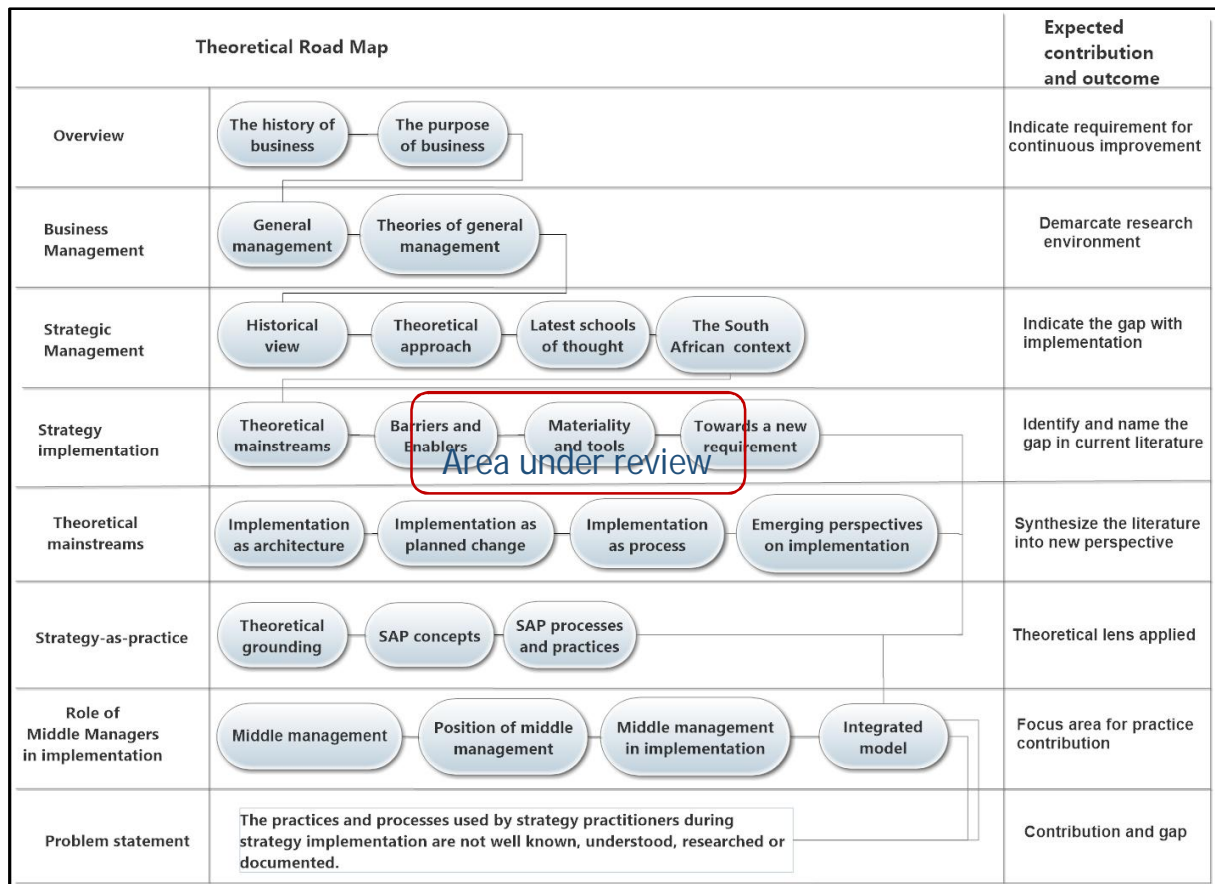 Theoretical Road Map
Expected
contribution
and outcome
Overview
The history of
business
The purpose
of business
Indicate requirement for
continuous improvement
Business
Management
General
management
Theories of general
management
Demarcate research
environment
Strategic
Management
Historical
view
Theoretical
approach
Latest schools
of thought
The South
African context
Indicate the gap with
implementation
Strategy
implementation
Theoretical
mainstreams
Barriers and
Enablers
Materiality
and tools
Towards a new
requirement
Area under review
Identify and name the
gap in current literature
Theoretical
mainstreams
Implementation
as architecture
Implementation as
planned change
Implementation
as process
Emerging perspectives
on implementation
Synthesize the literature
into new perspective
Strategy-as-practice
Theoretical
grounding
SAP concepts
SAP processes
and practices
Theoretical lens applied
Role of
Middle Managers
in implementation
Middle management
Position of middle
management
Middle management
in implementation
Integrated
model
Focus area for practice
contribution
Problem statement
The practices and processes used by strategy practitioners during
strategy implementation are not well known, understood, researched or
documented.
Contribution and gap